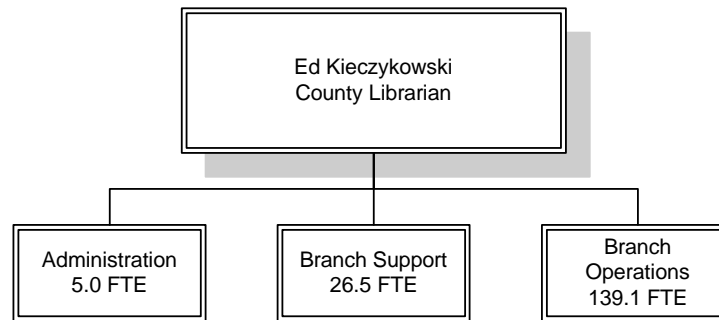 Ed Kieczykowski
County Librarian
Administration
5.0 FTE
Branch Support
26.5 FTE
Branch
Operations
139.1 FTE